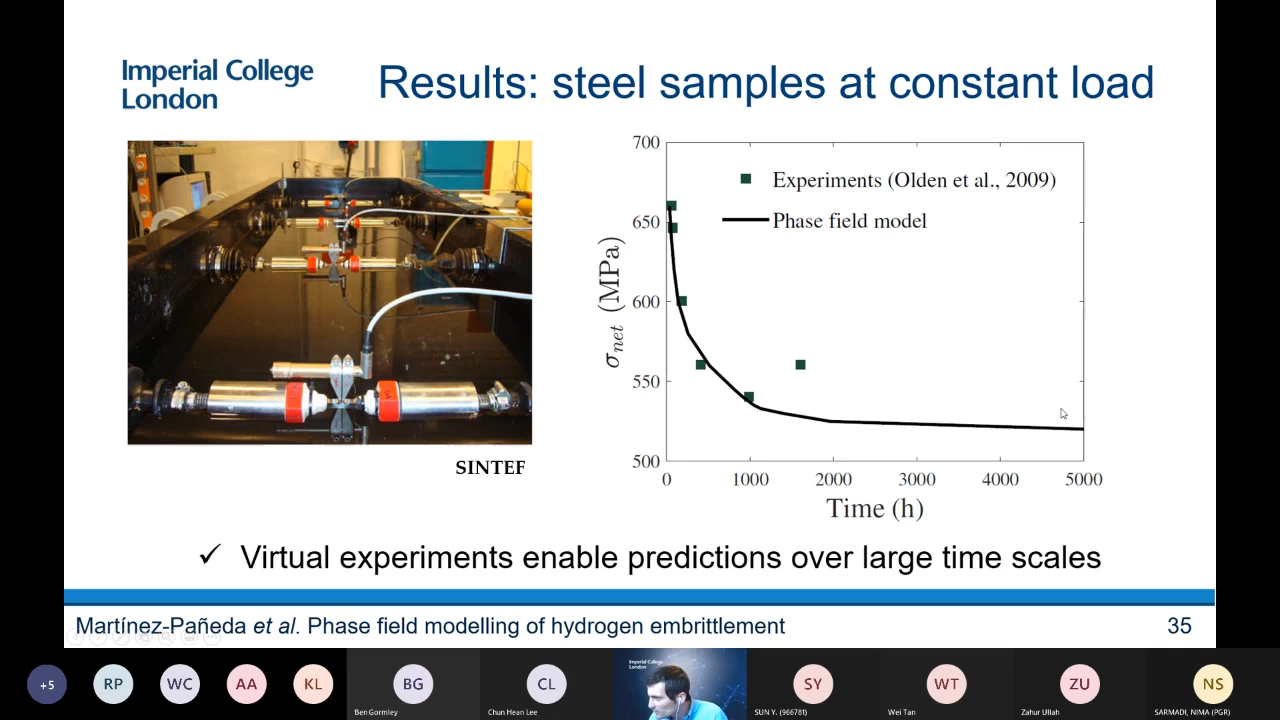 Imperial College
London
Results: steel samples at constant load
SINTEF
700
650
600
550
500
σnet (MPa)
Experiments (Olden et al., 2009)
Phase field model
0 1000 2000 3000 4000 5000
Time (h)
✓ Virtual experiments enable predictions over large time scales
Martínez-Pañeda et al. Phase field modelling of hydrogen embrittlement
35
+5
RP
WC
AA
KL
BG
Ben Gormley
CL
Chun Hean Lee
Imperial College
London
SY
SUN Y. (966781)
WT
Wei Tan
ZU
Zahur Ullah
NS
SARMADI, NIMA (PGR)